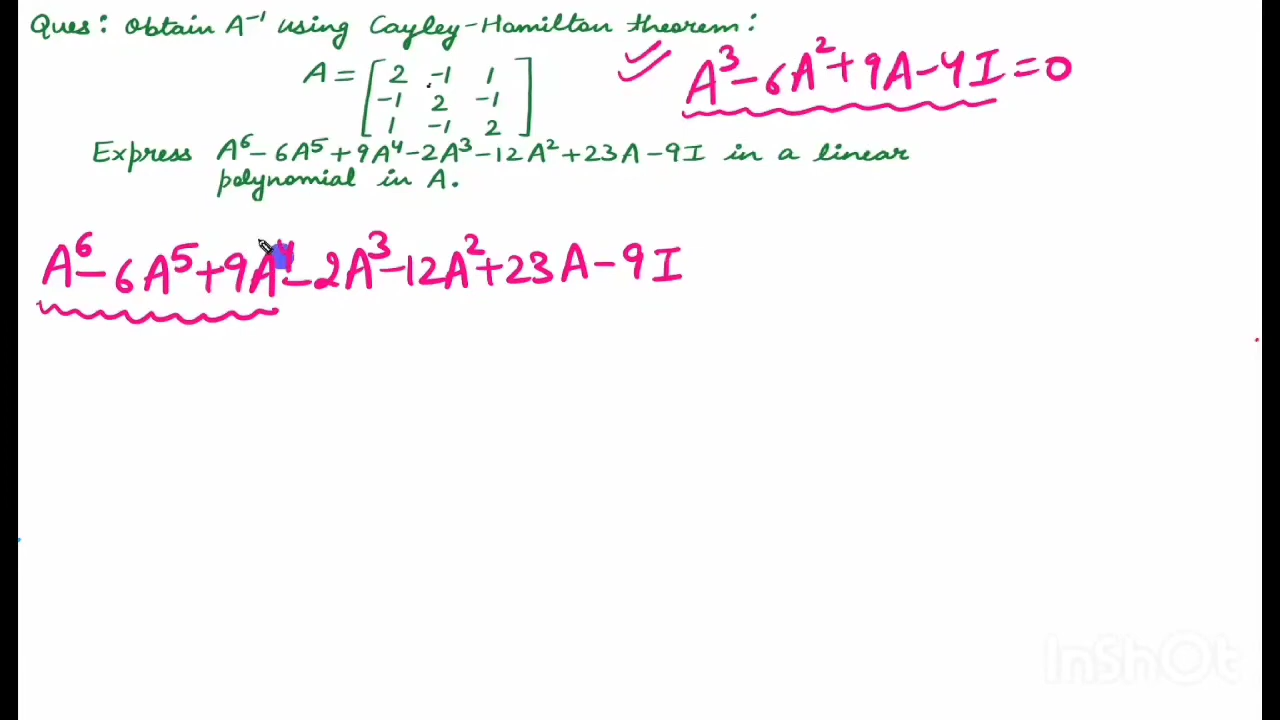 Ques: Obtain A⁻¹ using Cayley-Hamilton theorem:
A³-6A²+9A-4I=0
A = [ 2 -1 1
-1 2 -1
1 -1 2 ]
Express A⁶-6A⁵+9A⁴-2A³-12A²+23A-9I in a linear
polynomial in A.
A⁶-6A⁵+9A⁴-2A³-12A²+23A-9I
InShOt